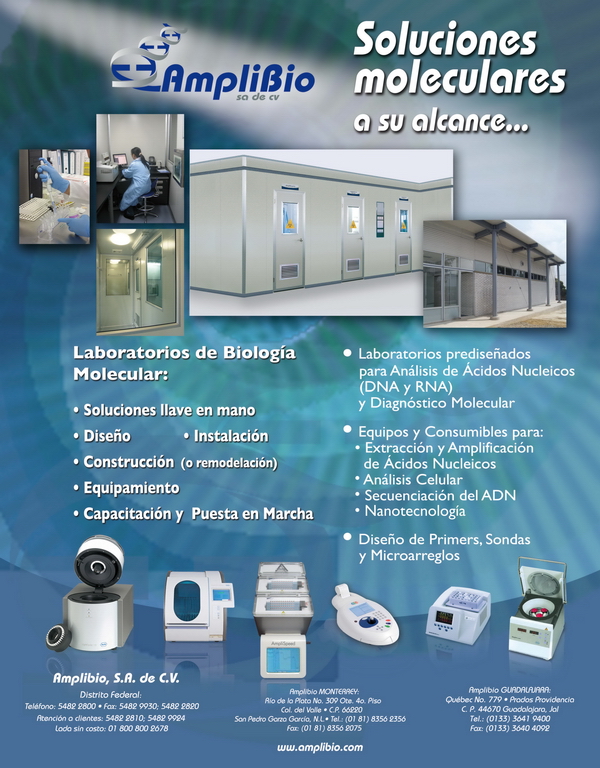 AmpliBio
sa de cv
Soluciones
moleculares
a su alcance...
Laboratorios de Biología
Molecular:
• Soluciones llave en mano
• Diseño • Instalación
• Construcción (o remodelación)
• Equipamiento
• Capacitación y Puesta en Marcha
• Laboratorios prediseñados
para Análisis de Ácidos Nucleicos
(DNA y RNA)
y Diagnóstico Molecular
• Equipos y Consumibles para:
• Extracción y Amplificación
de Ácidos Nucleicos
• Análisis Celular
• Secuenciación del ADN
• Nanotecnología
• Diseño de Primers, Sondas
y Microarreglos
AmpliSpeed
Amplibio, S.A. de C.V.
Distrito Federal:
Teléfono: 5482 2800 • Fax: 5482 9930; 5482 2820
Atención a clientes: 5482 2810; 5482 9924
Lada sin costo: 01 800 800 2678
Amplibio MONTERREY:
Río de la Plata No. 309 Ote. 4o. Piso
Col. del Valle • C.P. 66220
San Pedro Garza García, N.L• Tel.: (01 81) 8356 2356
Fax: (01 81) 8356 2075
www.amplibio.com
Amplibio GUADALAJARA:
Québec No. 779 • Prados Providencia
C. P. 44670 Guadalajara, Jal
Tel.: (0133) 3641 9400
Fax: (0133) 3640 4092